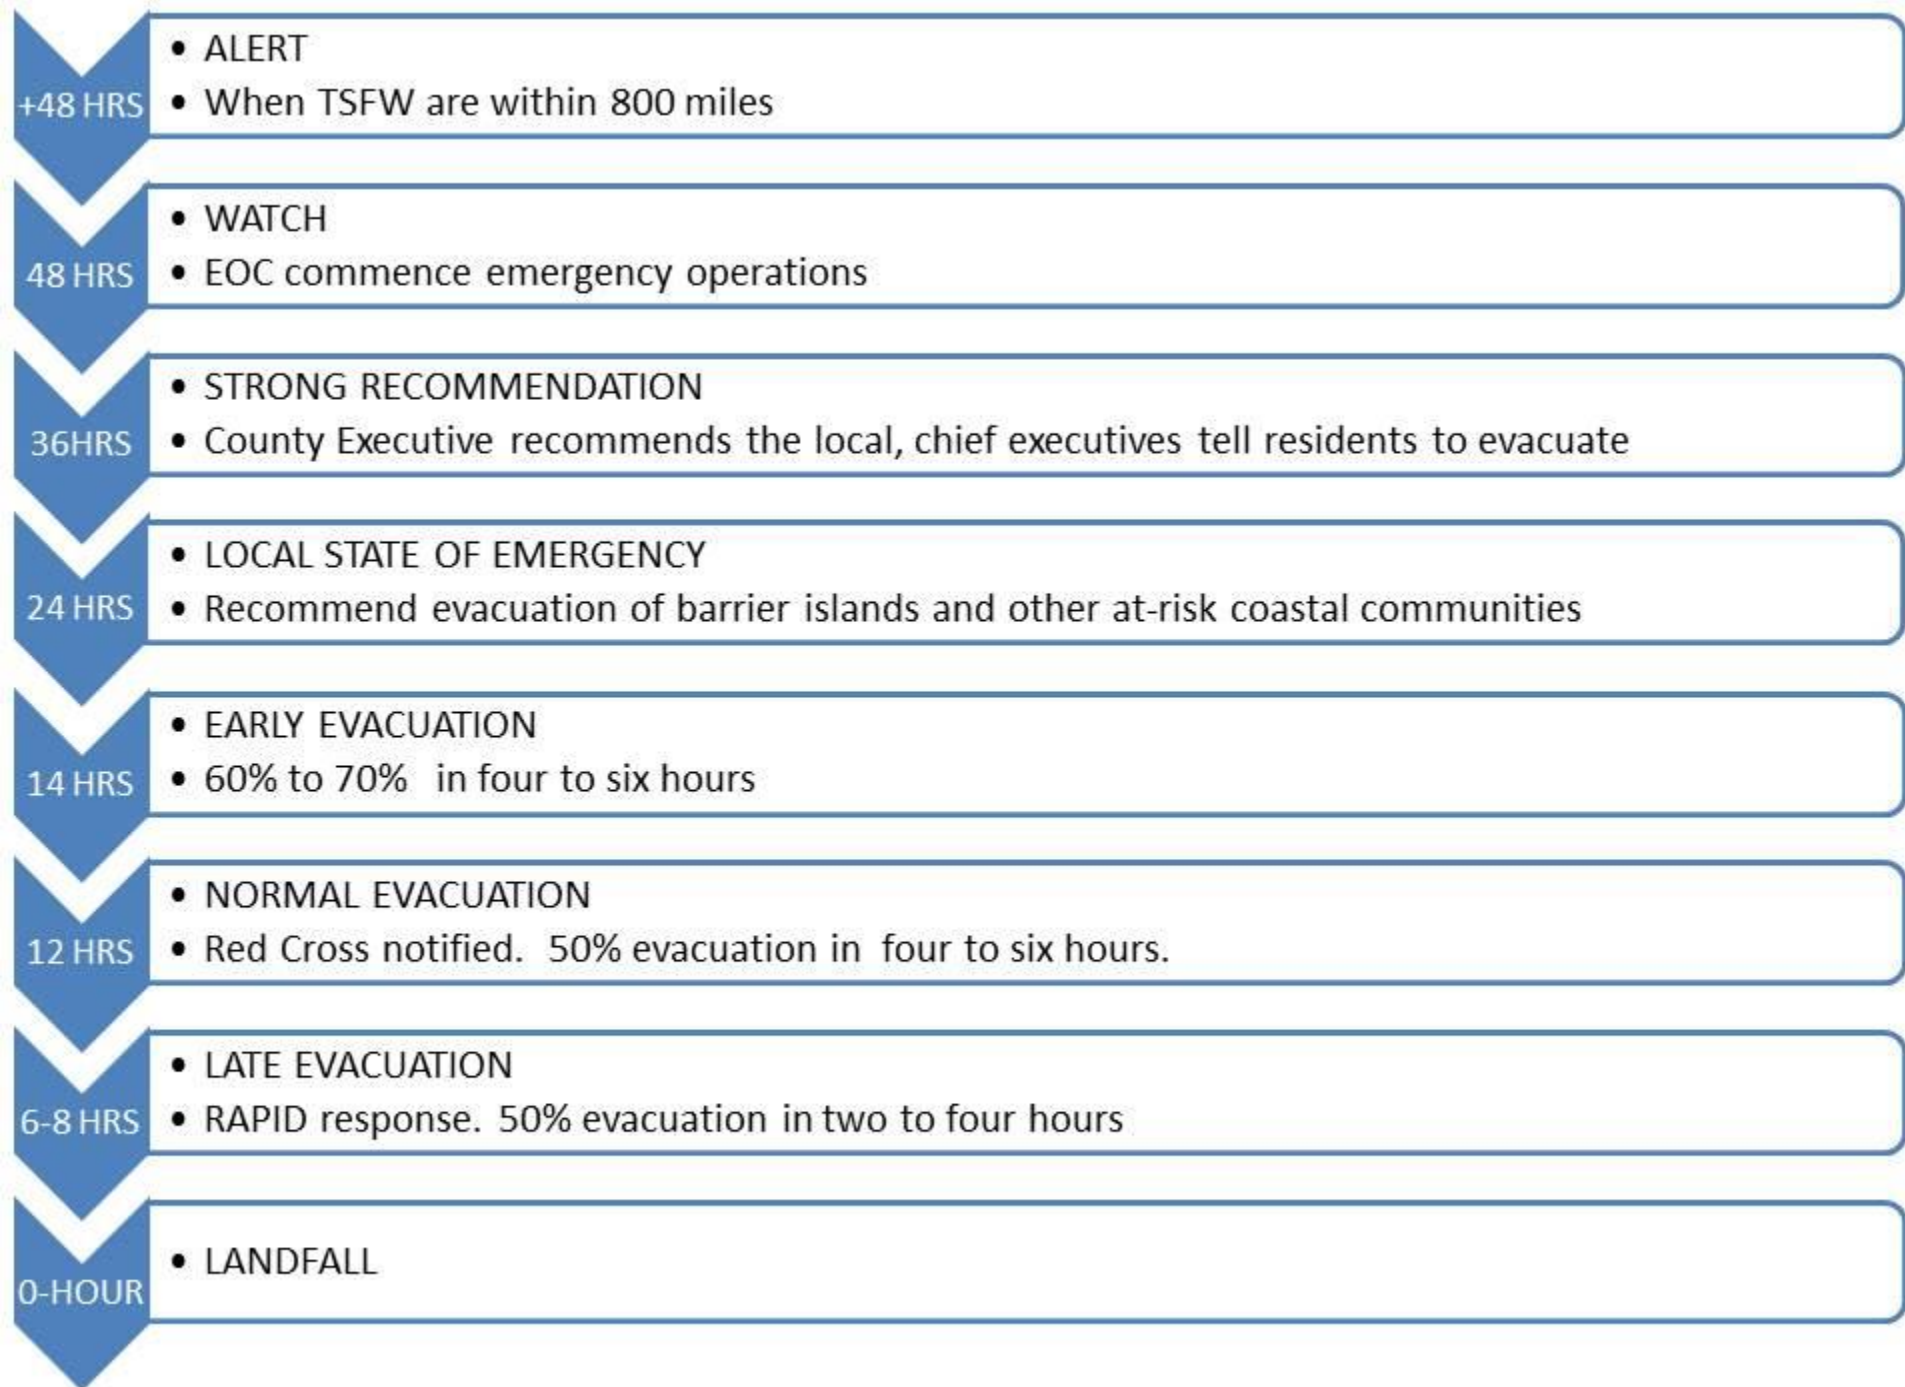 +48 HRS
• ALERT
• When TSFW are within 800 miles
48 HRS
• WATCH
• EOC commence emergency operations
36HRS
• STRONG RECOMMENDATION
• County Executive recommends the local, chief executives tell residents to evacuate
24 HRS
• LOCAL STATE OF EMERGENCY
• Recommend evacuation of barrier islands and other at-risk coastal communities
14 HRS
• EARLY EVACUATION
• 60% to 70% in four to six hours
12 HRS
• NORMAL EVACUATION
• Red Cross notified. 50% evacuation in four to six hours.
6-8 HRS
• LATE EVACUATION
• RAPID response. 50% evacuation in two to four hours
0-HOUR
• LANDFALL